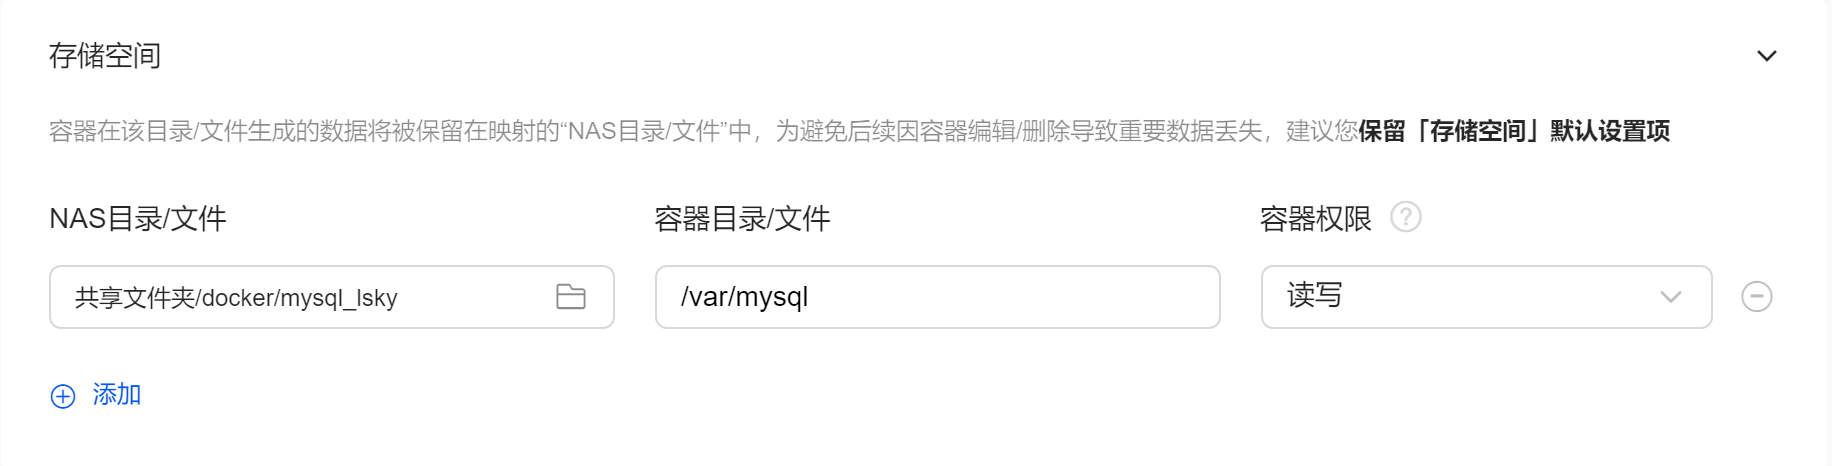 存储空间
容器在该目录/文件生成的数据将被保留在映射的“NAS目录/文件”中，为避免后续因容器编辑/删除导致重要数据丢失，建议您保留「存储空间」默认设置项
NAS目录/文件 容器目录/文件 容器权限 ?
共享文件夹/docker/mysql_lsky /var/mysql 读写
添加